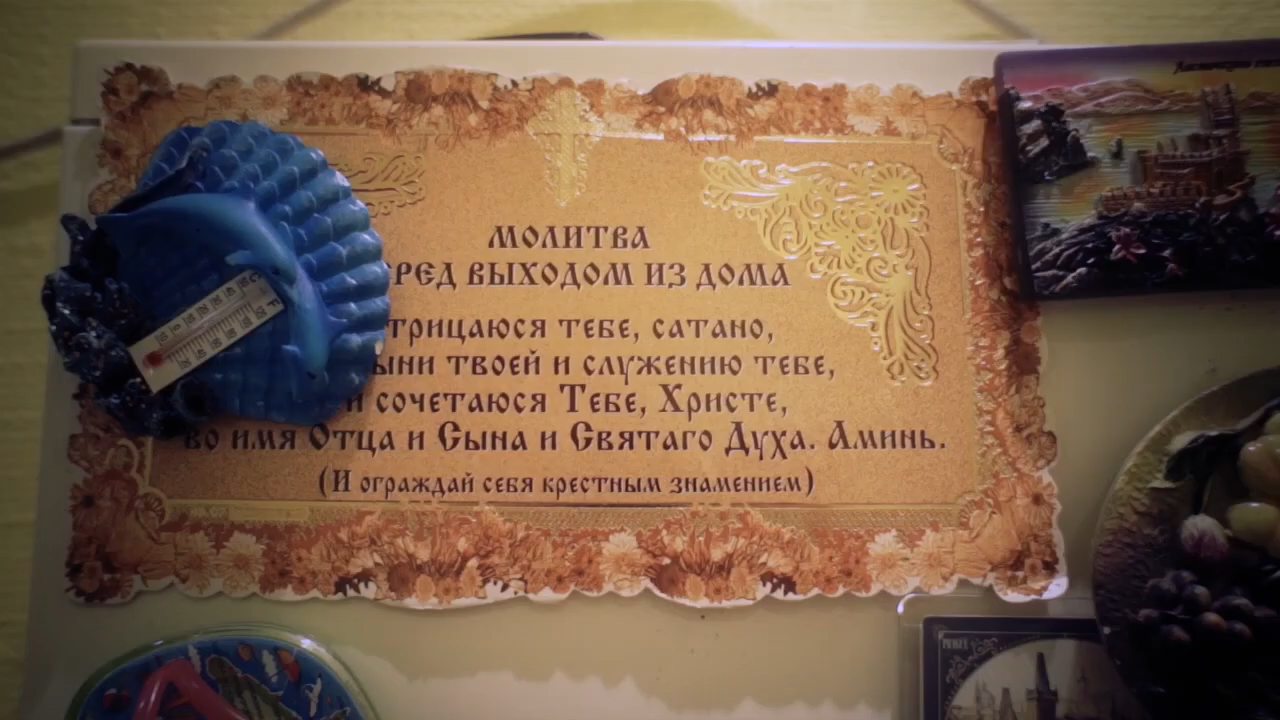 МОЛИТВА
РЕД ВЫХОДОМ ИЗ ДОМА
трицаюся тебе, сатано,
ыни твоей и служению тебе,
и сочетаюся Тебе, Христе,
во имя Отца и Сына и Святаго Духа. Аминь.
(И ограждай себя крестным знамением)